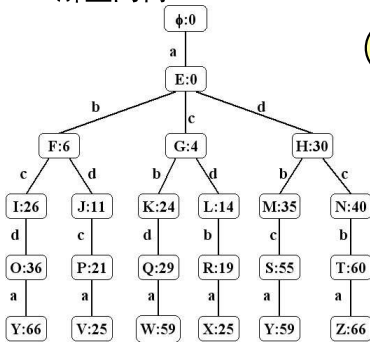 ϕ:0
a
E:0
b c d
F:6 G:4 H:30
c d b d b c
I:26 J:11 K:24 L:14 M:35 N:40
d c d b c b
O:36 P:21 Q:29 R:19 S:55 T:60
a a a a a a
Y:66 V:25 W:59 X:25 Y:59 Z:66